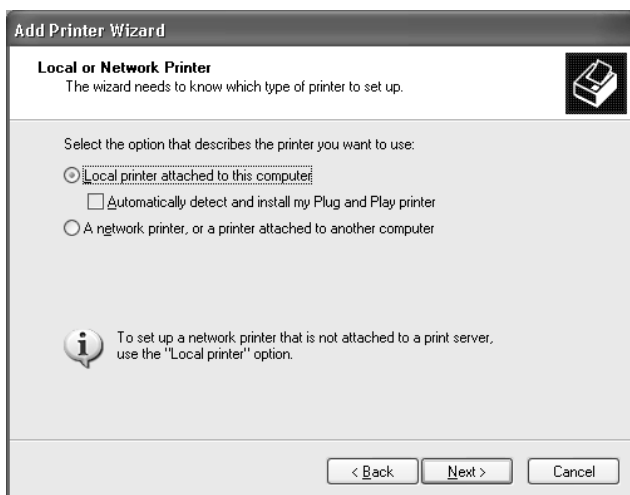 Add Printer Wizard
Local or Network Printer
The wizard needs to know which type of printer to set up.
Select the option that describes the printer you want to use:
Local printer attached to this computer
Automatically detect and install my Plug and Play printer
A network printer, or a printer attached to another computer
To set up a network printer that is not attached to a print server,
use the "Local printer" option.
< Back Next > Cancel